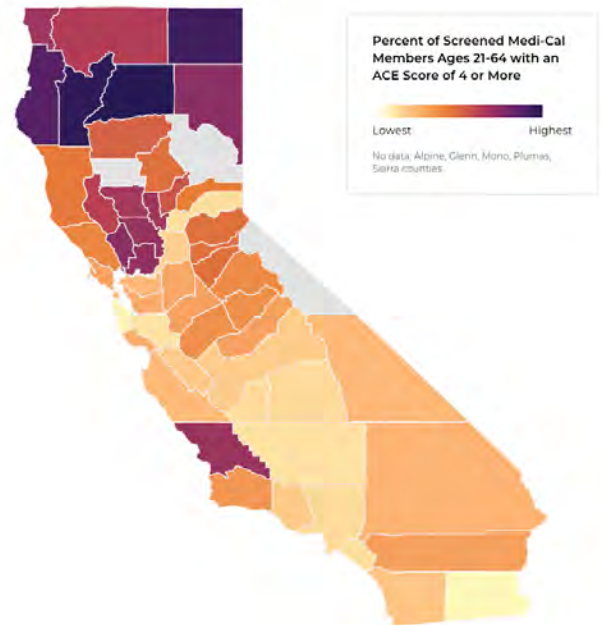 Percent of Screened Medi-Cal
Members Ages 21-64 with an
ACE Score of 4 or More
Lowest Highest
No data: Alpine, Glenn, Mono, Plumas,
Sierra counties